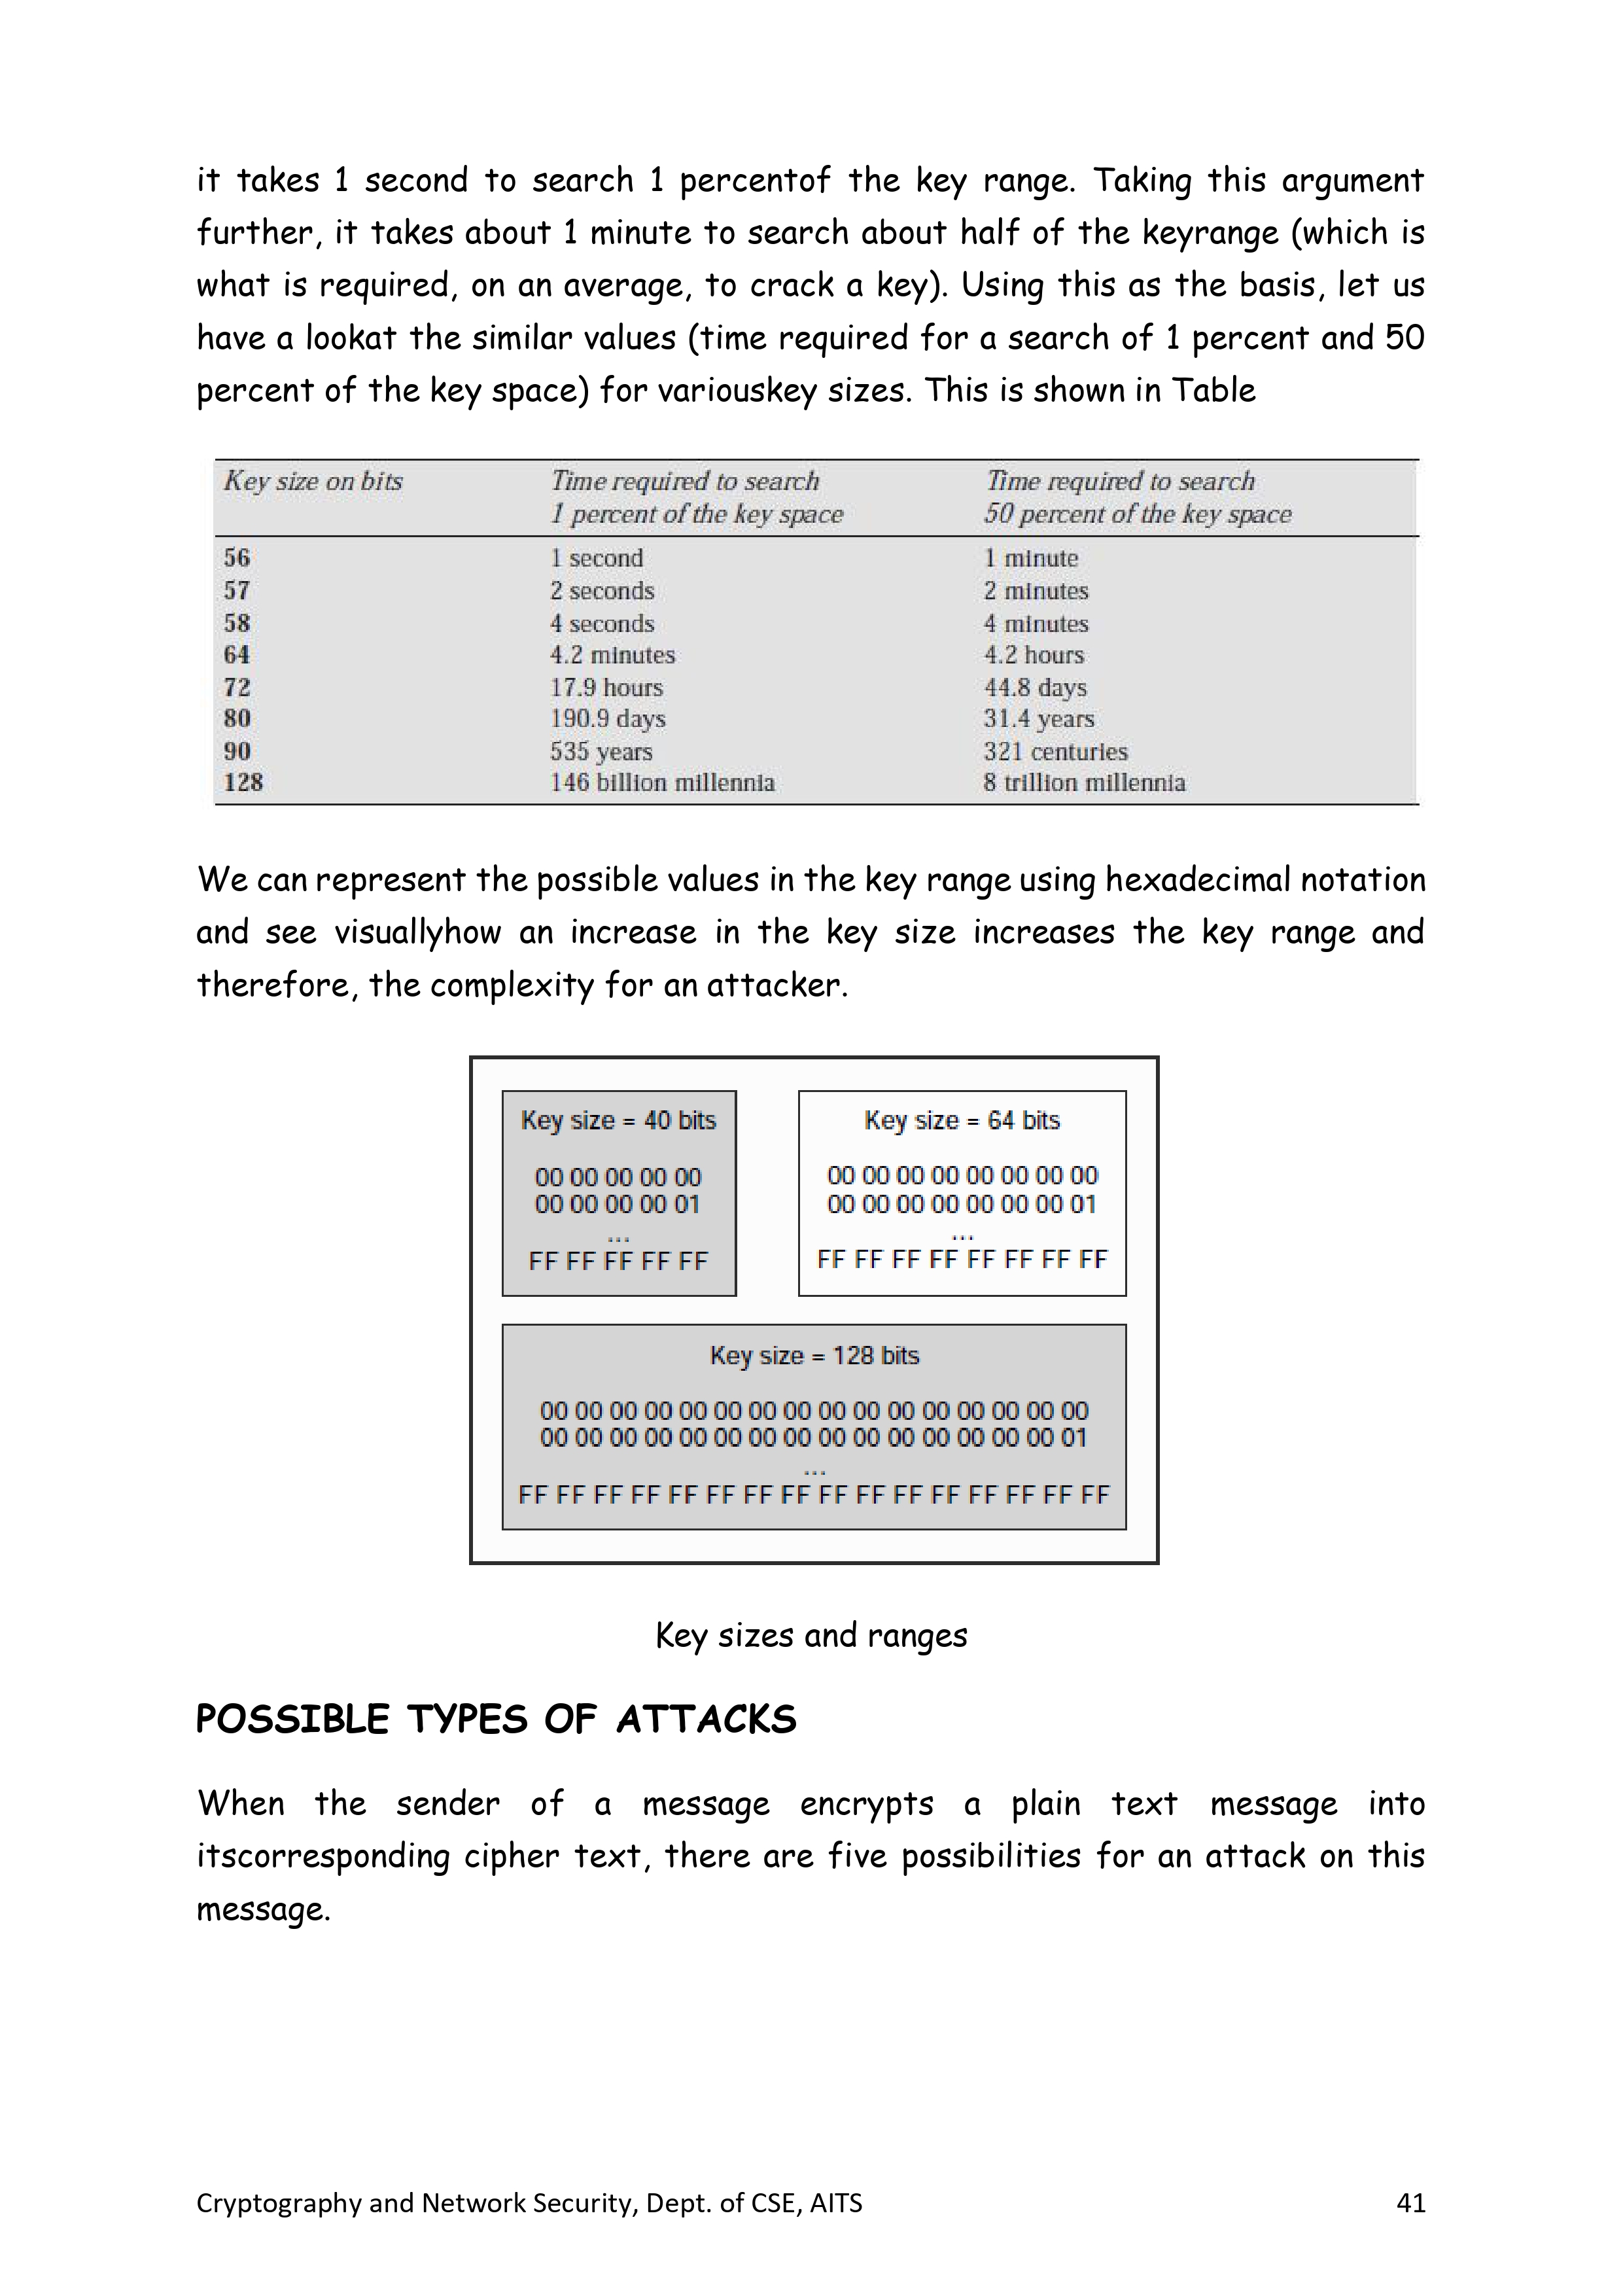 it takes 1 second to search 1 percentof the key range. Taking this argument
further, it takes about 1 minute to search about half of the keyrange (which is
what is required, on an average, to crack a key). Using this as the basis, let us
have a lookat the similar values (time required for a search of 1 percent and 50
percent of the key space) for variouskey sizes. This is shown in Table
Key size on bits Time required to search Time required to search
1 percent of the key space 50 percent of the key space
56 1 second 1 minute
57 2 seconds 2 minutes
58 4 seconds 4 minutes
64 4.2 minutes 4.2 hours
72 17.9 hours 44.8 days
80 190.9 days 31.4 years
90 535 years 321 centuries
128 146 billion millennia 8 trillion millennia
We can represent the possible values in the key range using hexadecimal notation
and see visuallyhow an increase in the key size increases the key range and
therefore, the complexity for an attacker.
Key size = 40 bits
00 00 00 00 00
00 00 00 00 01
...
FF FF FF FF FF
Key size = 64 bits
00 00 00 00 00 00 00 00
00 00 00 00 00 00 00 01
...
FF FF FF FF FF FF FF FF
Key size = 128 bits
00 00 00 00 00 00 00 00 00 00 00 00 00 00 00 00
00 00 00 00 00 00 00 00 00 00 00 00 00 00 00 01
...
FF FF FF FF FF FF FF FF FF FF FF FF FF FF FF FF
Key sizes and ranges
POSSIBLE TYPES OF ATTACKS
When the sender of a message encrypts a plain text message into
itscorresponding cipher text, there are five possibilities for an attack on this
message.
Cryptography and Network Security, Dept. of CSE, AITS 41